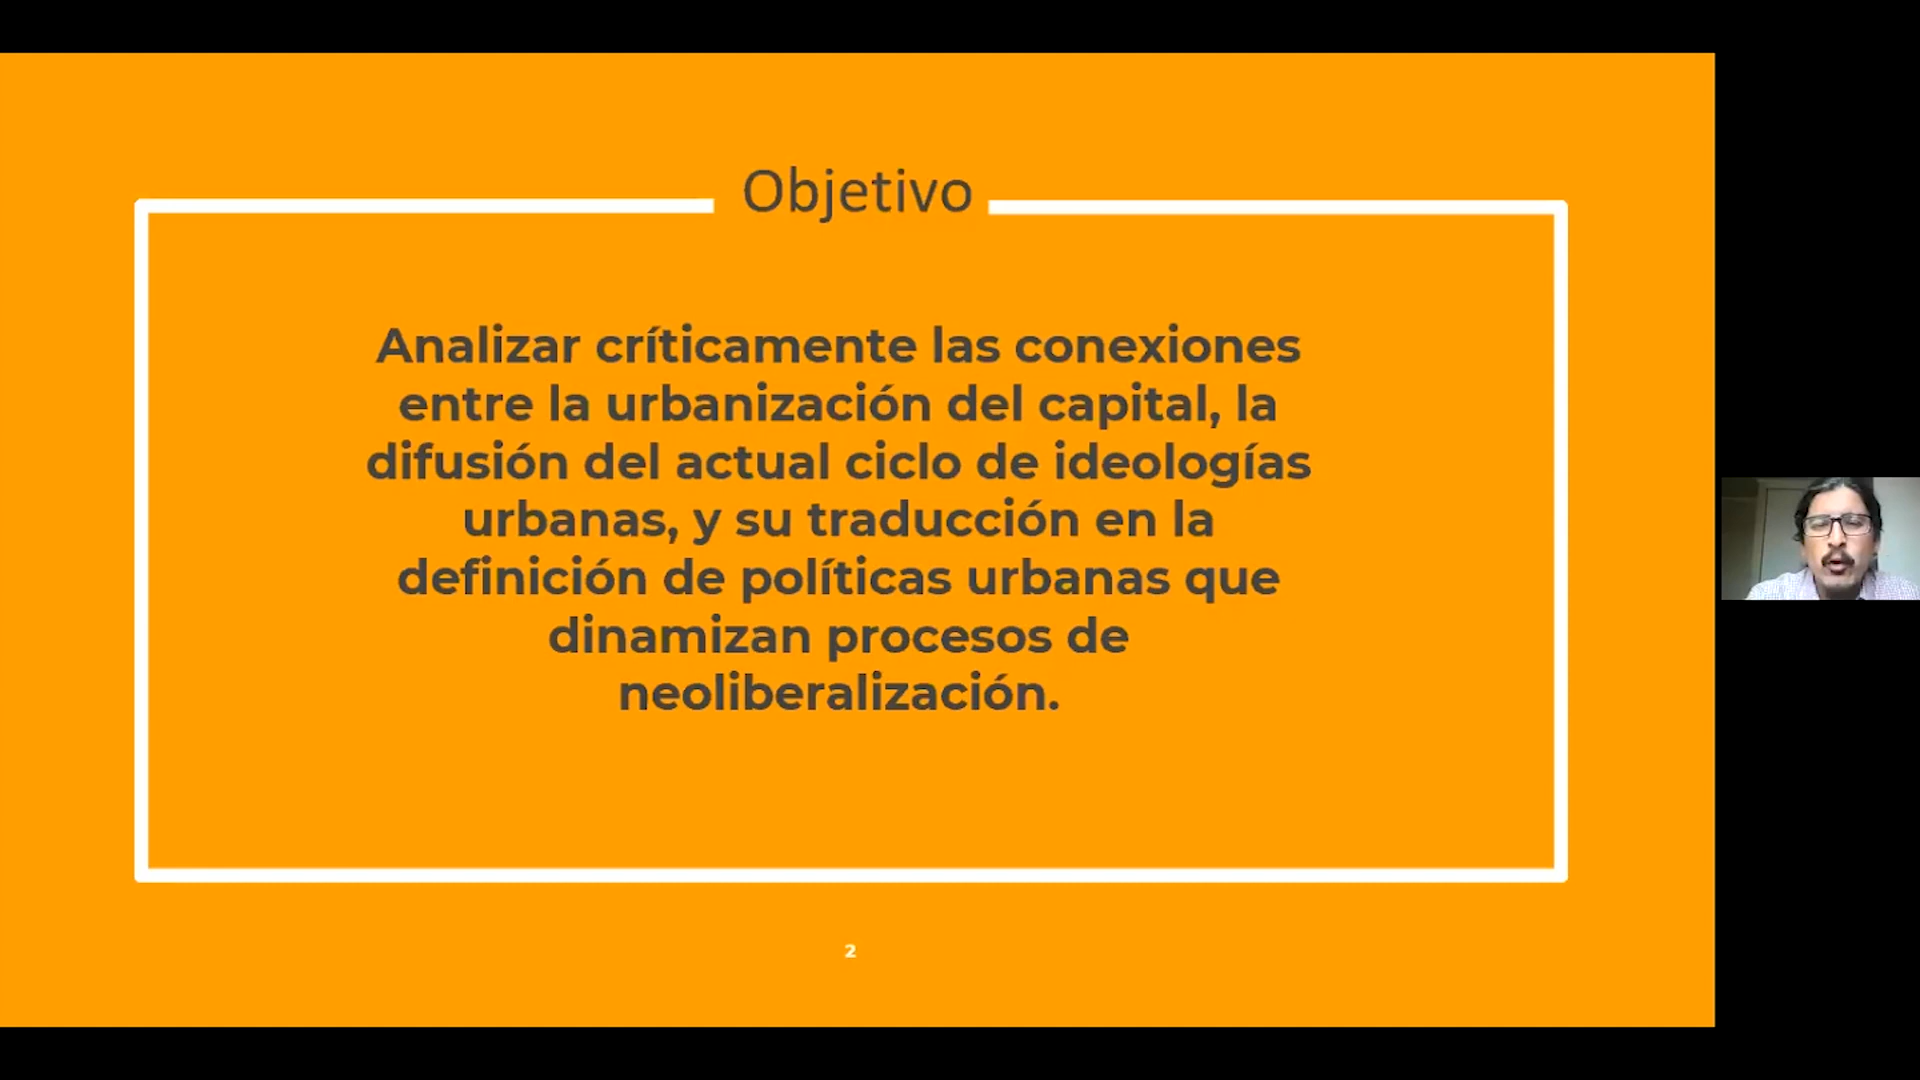 Objetivo
Analizar críticamente las conexiones
entre la urbanización del capital, la
difusión del actual ciclo de ideologías
urbanas, y su traducción en la
definición de políticas urbanas que
dinamizan procesos de
neoliberalización.
2